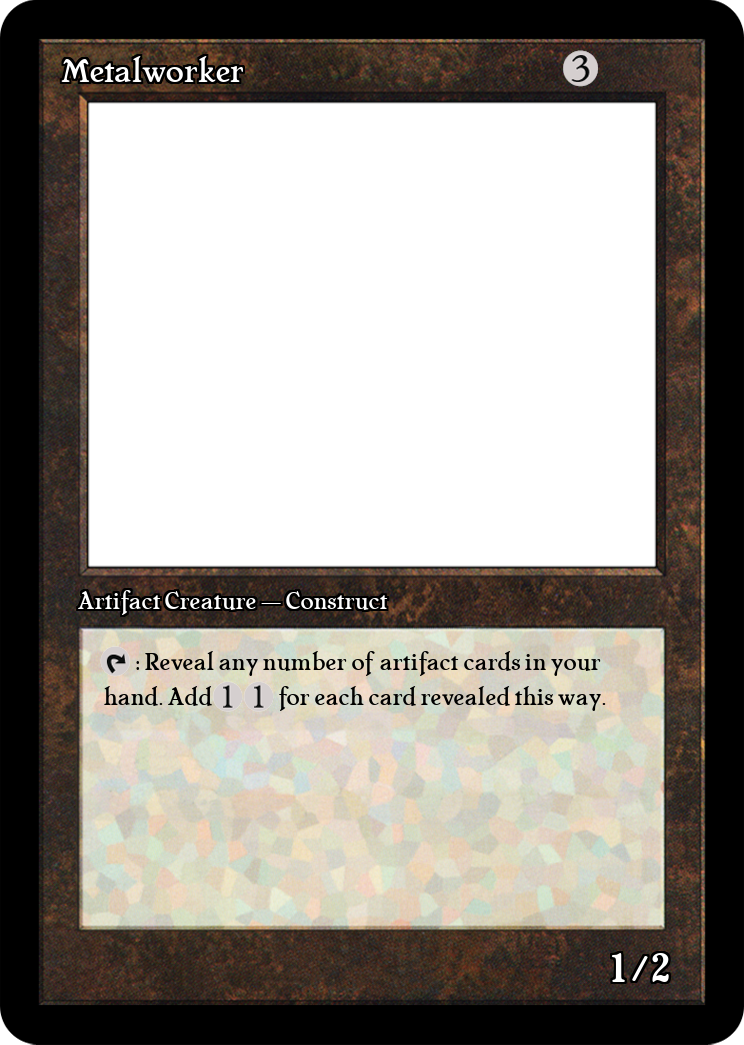 Metalworker 3
Artifact Creature — Construct
: Reveal any number of artifact cards in your
hand. Add 1 1 for each card revealed this way.
1/2